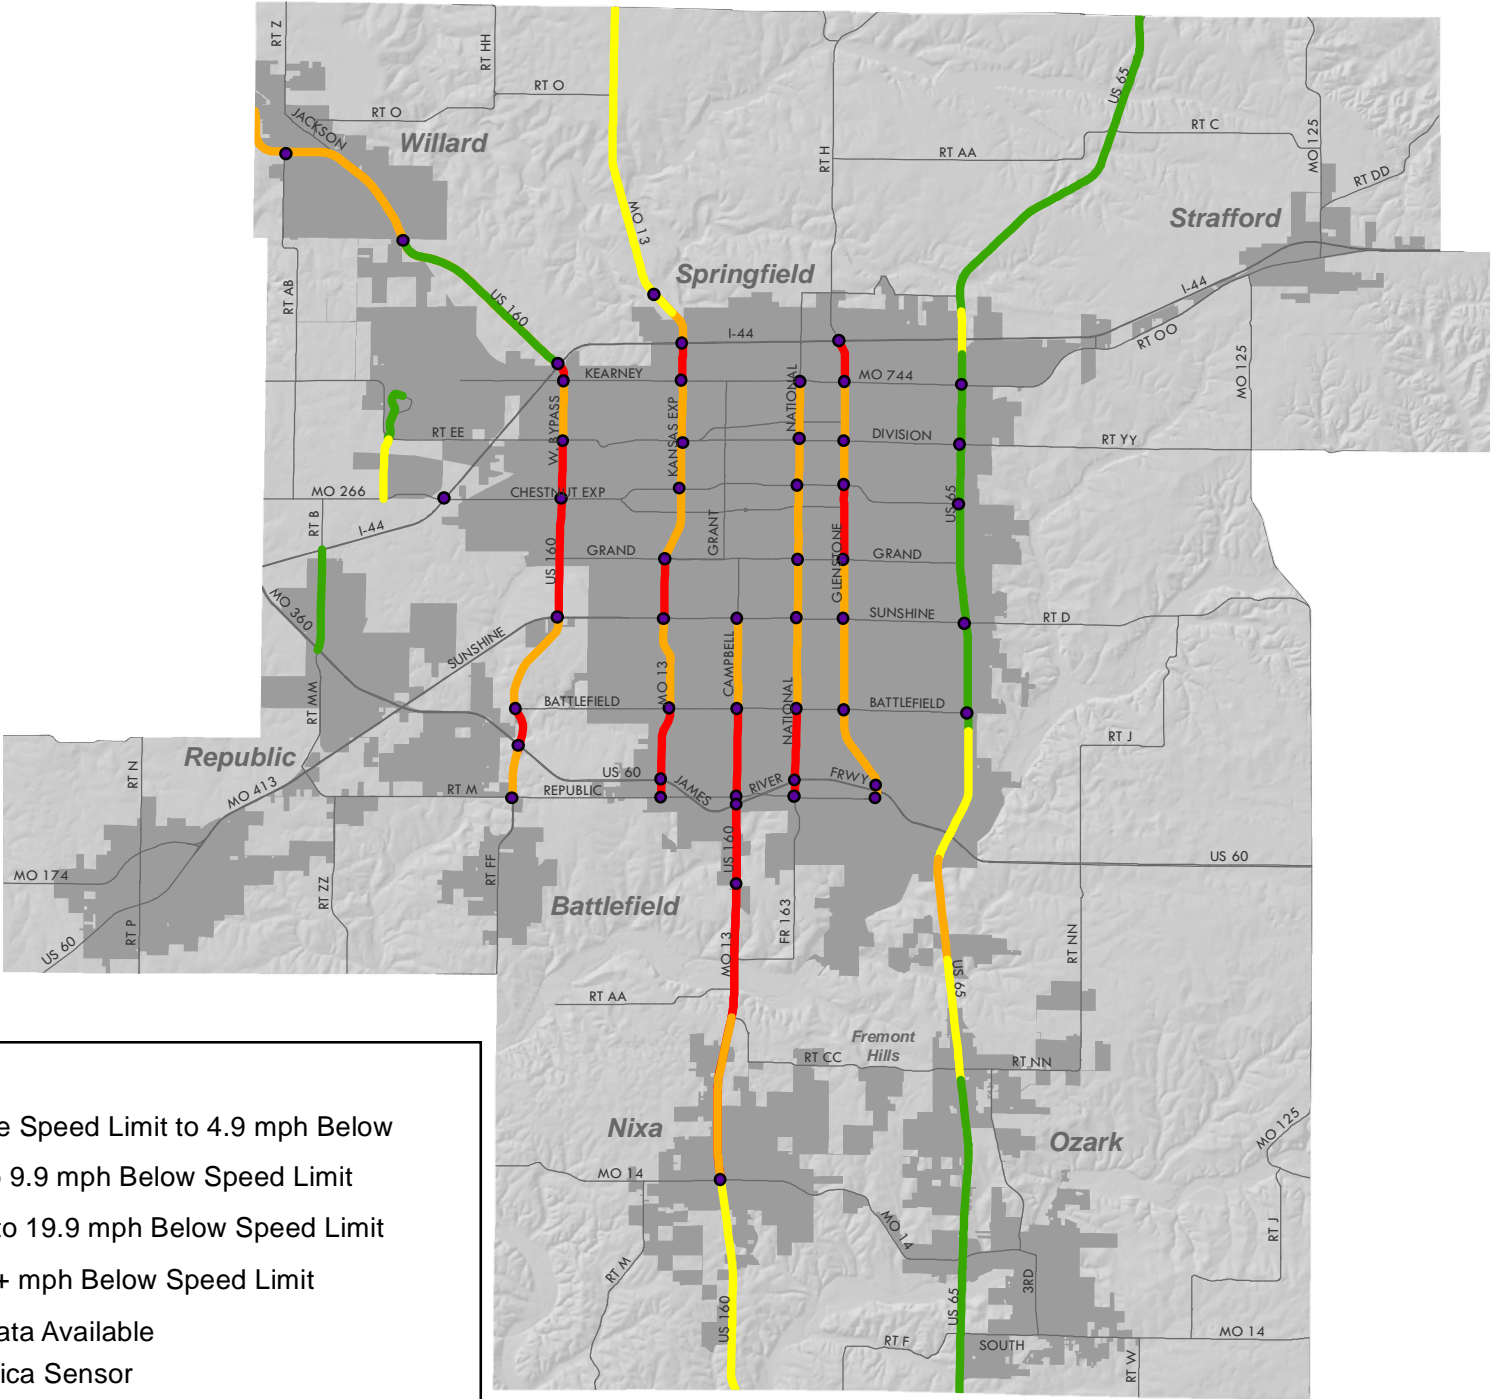 RT Z
RT HH
US 65
RT O
RT O
JACKSON
Willard
RT C
MO 125
RT AA
RT H
RT DD
MO 13
Strafford
Springfield
RT AB
US 160
I-44
I-44
RT OO
MO 125
KEARNEY
MO 744
NATIONAL
W. BYPASS
KANSAS EXP
RT EE
DIVISION
RT YY
MO 266
CHESTNUT EXP
US 65
RT B
I-44
GRANT
GRAND
GRAND
GLENSTONE
US 160
MO 360
SUNSHINE
RT D
SUNSHINE
CAMPBELL
MO 13
BATTLEFIELD
NATIONAL
BATTLEFIELD
RT MM
RT J
Republic
RT N
US 60
JAMES
RIVER
FRWY
MO 413
RT M
REPUBLIC
US 160
US 60
MO 174
RT ZZ
RT FF
Battlefield
RT P
US 60
FR 163
MO 13
RT NN
US 65
RT AA
Fremont
Hills
RT CC
RT NN
Nixa
Ozark
MO 125
e Speed Limit to 4.9 mph Below
9.9 mph Below Speed Limit
MO 14
to 19.9 mph Below Speed Limit
MO 14
RT J
RT M
+ mph Below Speed Limit
3RD
US 65
US 160
ata Available
RT F
SOUTH
MO 14
RT W
ica Sensor